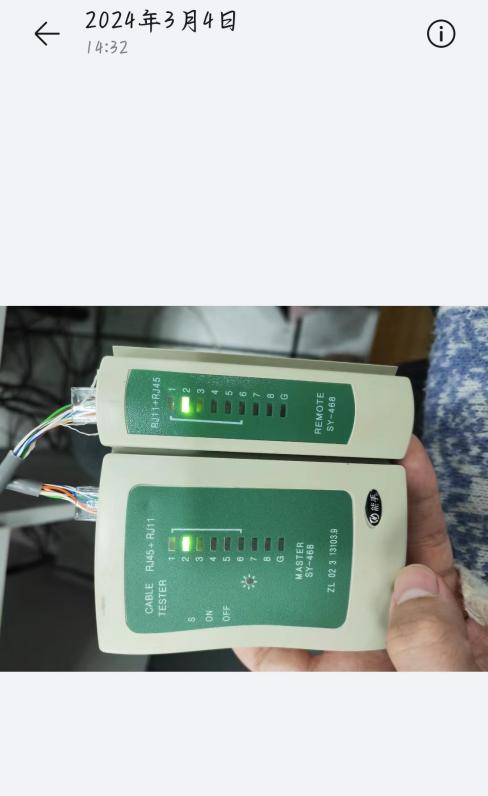 2024年3月4日
14:32
RJ11+RJ45
1 2 3 4 5 6 7 8 G
REMOTE
SY-468
CABLE TESTER
RJ45+RJ11
1 2 3 4 5 6 7 8 G
S
ON
OFF
MASTER
SY-468
ZL 02 3 13103.9